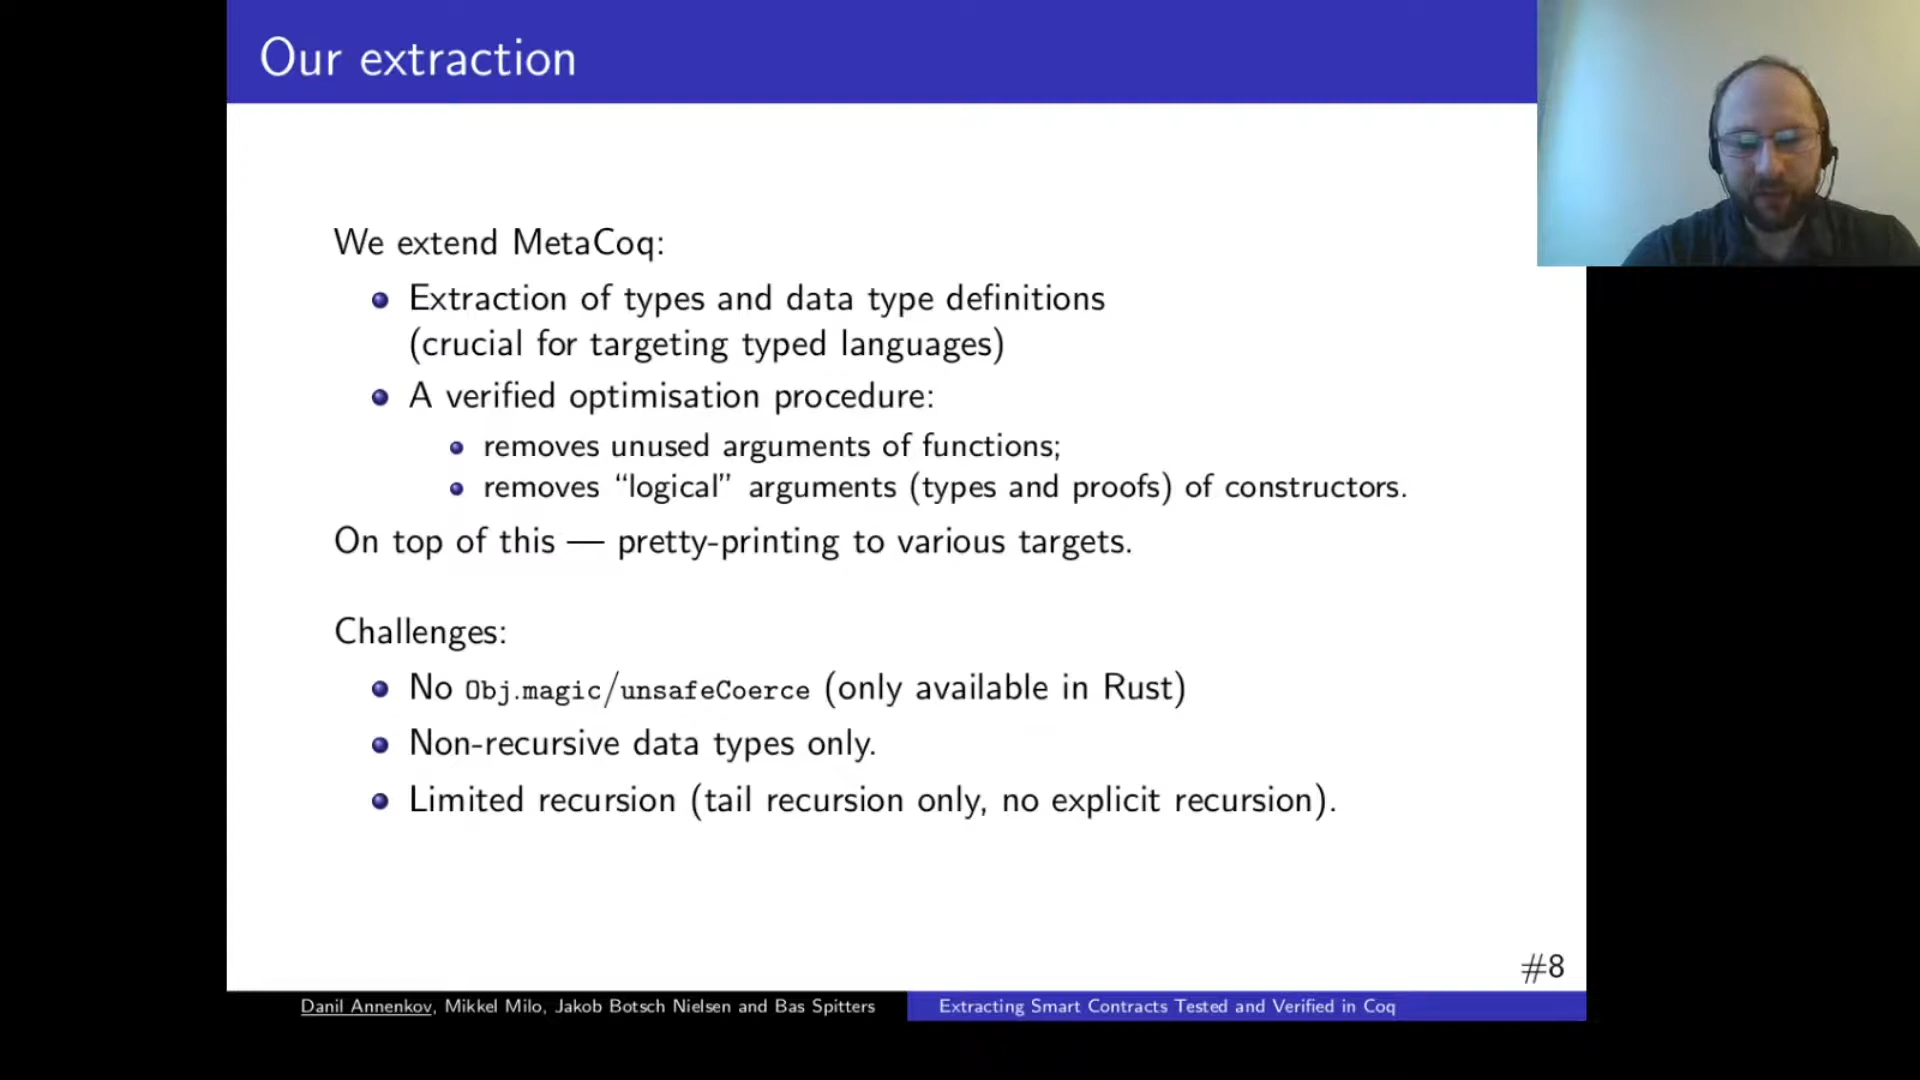 Our extraction
We extend MetaCoq:
Extraction of types and data type definitions
(crucial for targeting typed languages)
A verified optimisation procedure:
removes unused arguments of functions;
removes “logical” arguments (types and proofs) of constructors.
On top of this — pretty-printing to various targets.
Challenges:
No Obj.magic/unsafeCoerce (only available in Rust)
Non-recursive data types only.
Limited recursion (tail recursion only, no explicit recursion).
#8
Danil Annenkov, Mikkel Milo, Jakob Botsch Nielsen and Bas Spitters
Extracting Smart Contracts Tested and Verified in Coq